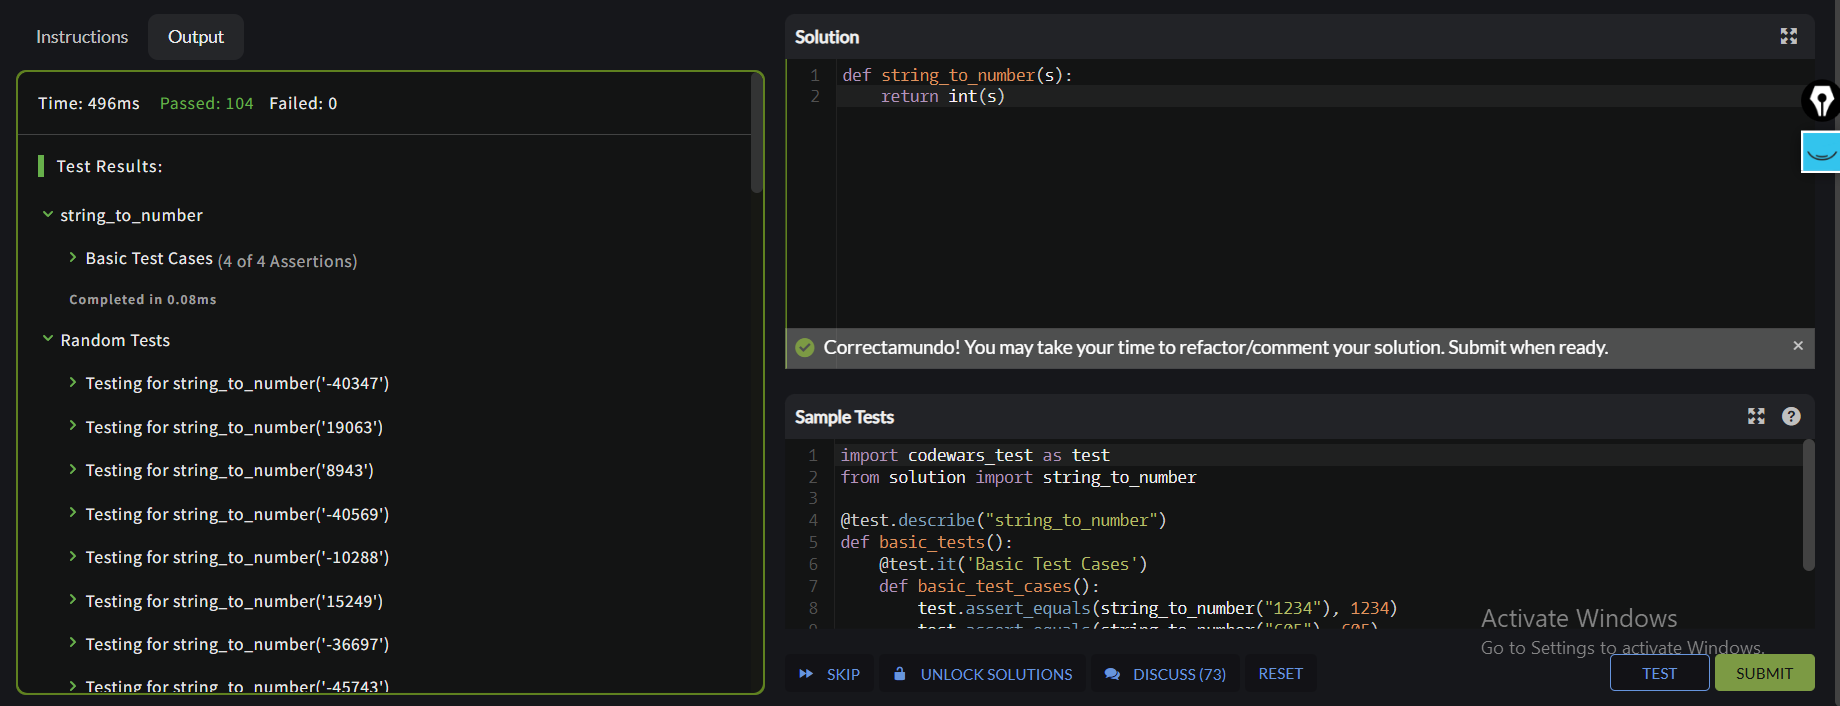 Instructions
Output
Time: 496ms Passed: 104 Failed: 0
Test Results:
string_to_number
Basic Test Cases (4 of 4 Assertions)
Completed in 0.08ms
Random Tests
Testing for string_to_number('-40347')
Testing for string_to_number('19063')
Testing for string_to_number('8943')
Testing for string_to_number('-40569')
Testing for string_to_number('-10288')
Testing for string_to_number('15249')
Testing for string_to_number('-36697')
Testing for string_to_number('-45743')
Solution
1 def string_to_number(s):
2 return int(s)
Correctamundo! You may take your time to refactor/comment your solution. Submit when ready.
Sample Tests
1 import codewars_test as test
2 from solution import string_to_number
3
4 @test.describe("string_to_number")
5 def basic_tests():
6 @test.it('Basic Test Cases')
7 def basic_test_cases():
8 test.assert_equals(string_to_number("1234"), 1234)
9 test.assert_equals(string_to_number("605"), 605)
Activate Windows
Go to Settings to activate Windows.
SKIP
UNLOCK SOLUTIONS
DISCUSS (73)
RESET
TEST
SUBMIT